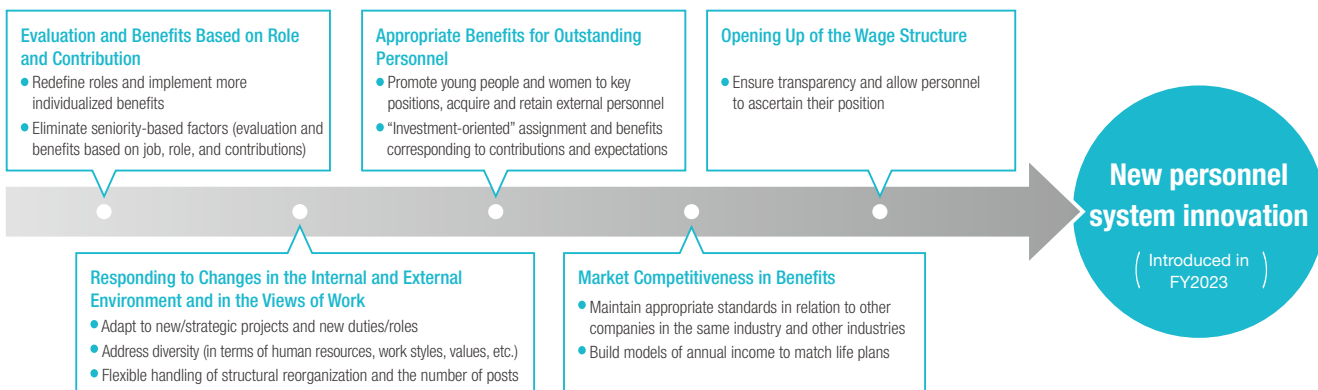 Evaluation and Benefits Based on Role
and Contribution
● Redefine roles and implement more
individualized benefits
● Eliminate seniority-based factors (evaluation and
benefits based on job, role, and contributions)
Appropriate Benefits for Outstanding
Personnel
● Promote young people and women to key
positions, acquire and retain external personnel
● “Investment-oriented” assignment and benefits
corresponding to contributions and expectations
Opening Up of the Wage Structure
● Ensure transparency and allow personnel
to ascertain their position
Responding to Changes in the Internal and External
Environment and in the Views of Work
● Adapt to new/strategic projects and new duties/roles
● Address diversity (in terms of human resources, work styles, values, etc.)
● Flexible handling of structural reorganization and the number of posts
Market Competitiveness in Benefits
● Maintain appropriate standards in relation to other
companies in the same industry and other industries
● Build models of annual income to match life plans
New personnel
system innovation
(Introduced in
FY2023)